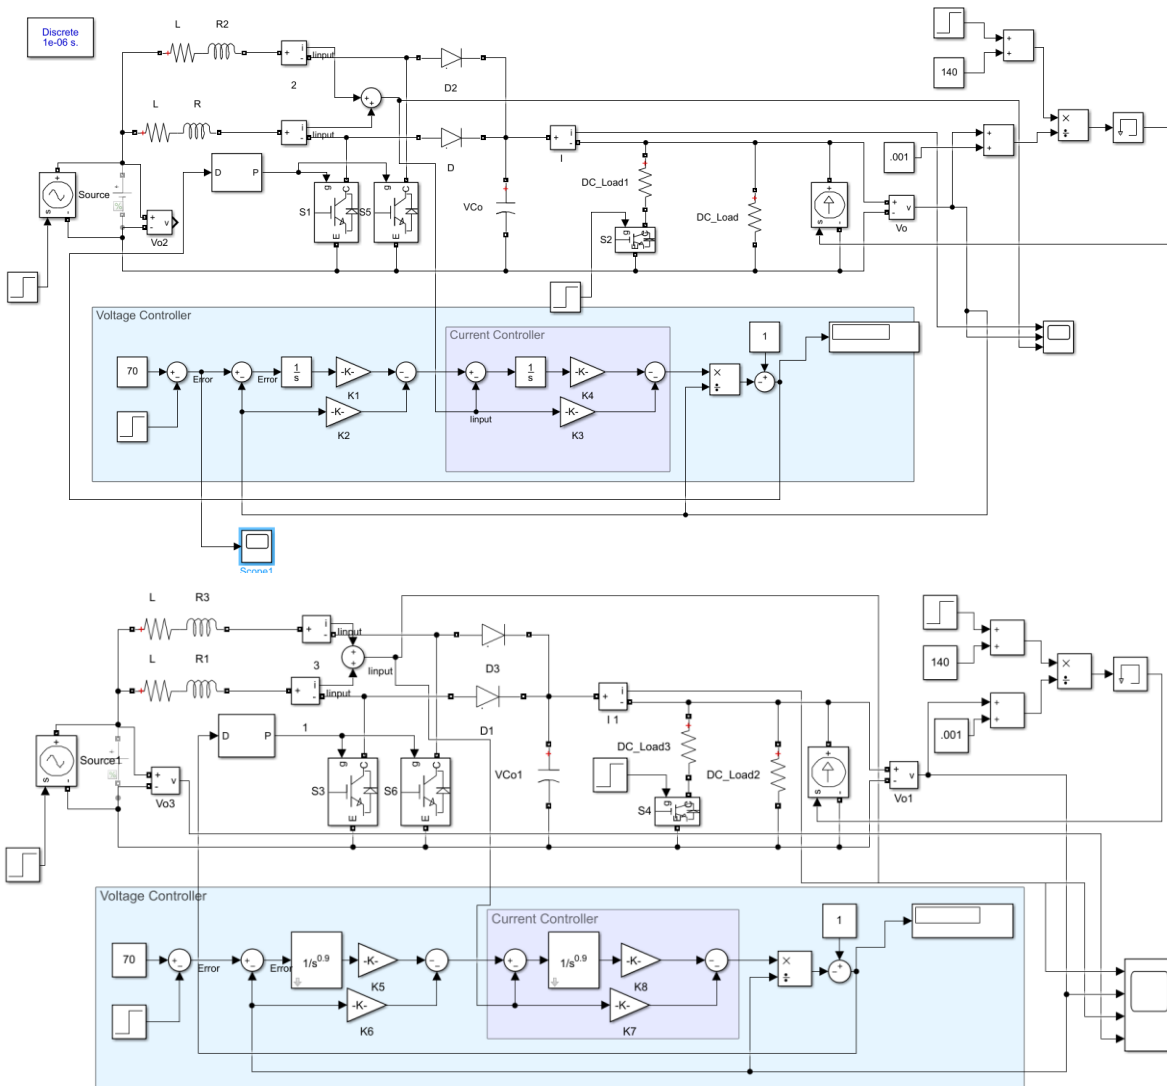 Discrete
1e-06 s.
L
R2
i
+
-
Iinput
2
D2
+
+
140
×
÷
L
R
i
+
-
Iinput
+
+
D
I
i
+
-
.001
+
+
D
P
Source
s
+
-
Vo2
+
-
v
g
C
E
S1
g
C
E
S5
VCo
DC_Load1
DC_Load
S2
g
C
E
s
+
-
Vo
+
-
v
Voltage Controller
Current Controller
70
Error
Error
1
s
-K-
K1
-K-
K2
Iinput
1
s
-K-
K4
-K-
K3
×
÷
1
Scope1
L
R3
i
+
-
Iinput
3
Iinput
D3
+
+
140
×
÷
L
R1
i
+
-
Iinput
1
D1
I 1
i
+
-
.001
+
+
D
P
Source1
s
+
-
Vo3
+
-
v
g
C
E
S3
g
C
E
S6
VCo1
DC_Load3
DC_Load2
S4
g
C
E
s
+
-
Vo1
+
-
v
Voltage Controller
Current Controller
70
Error
Error
1/s^0.9
-K-
K5
-K-
K6
1/s^0.9
-K-
K8
-K-
K7
×
÷
1